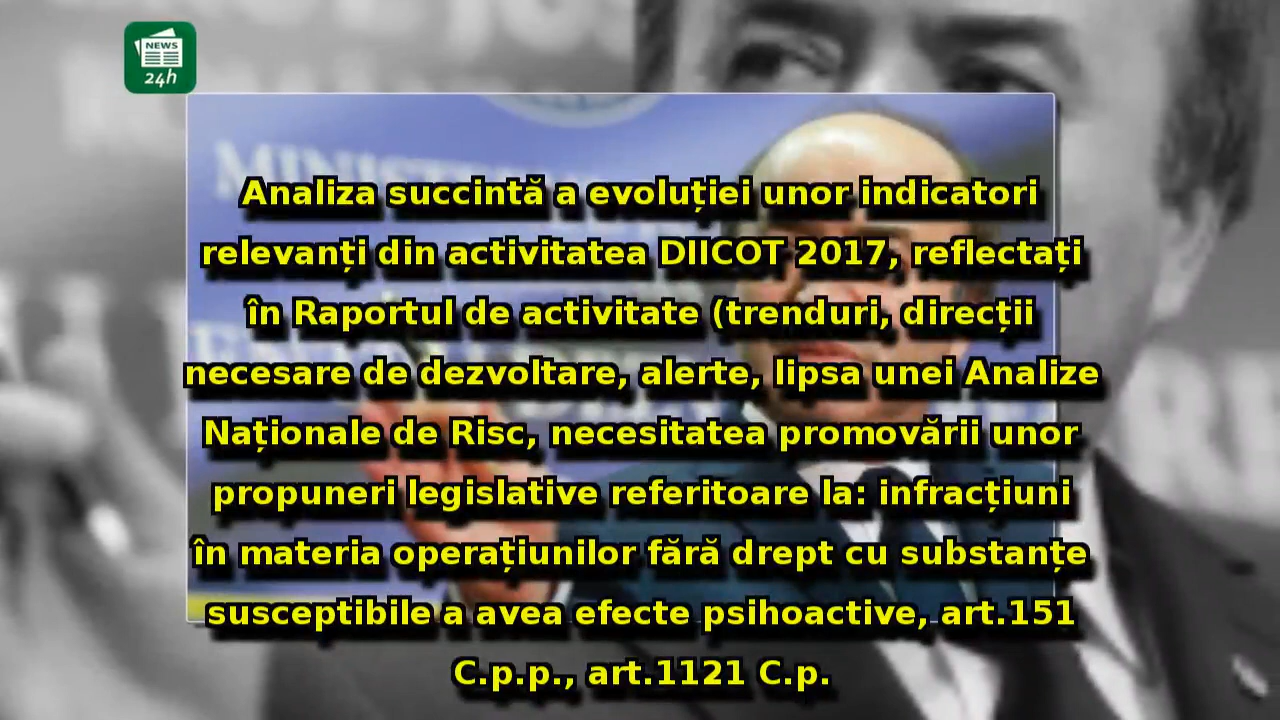 NEWS
24h
MINISTE
Analiza succintă a evoluției unor indicatori
relevanți din activitatea DIICOT 2017, reflectați
în Raportul de activitate (trenduri, direcții
necesare de dezvoltare, alerte, lipsa unei Analize
Naționale de Risc, necesitatea promovării unor
propuneri legislative referitoare la: infracțiuni
în materia operațiunilor fără drept cu substanțe
susceptibile a avea efecte psihoactive, art.151
C.p.p., art.1121 C.p.